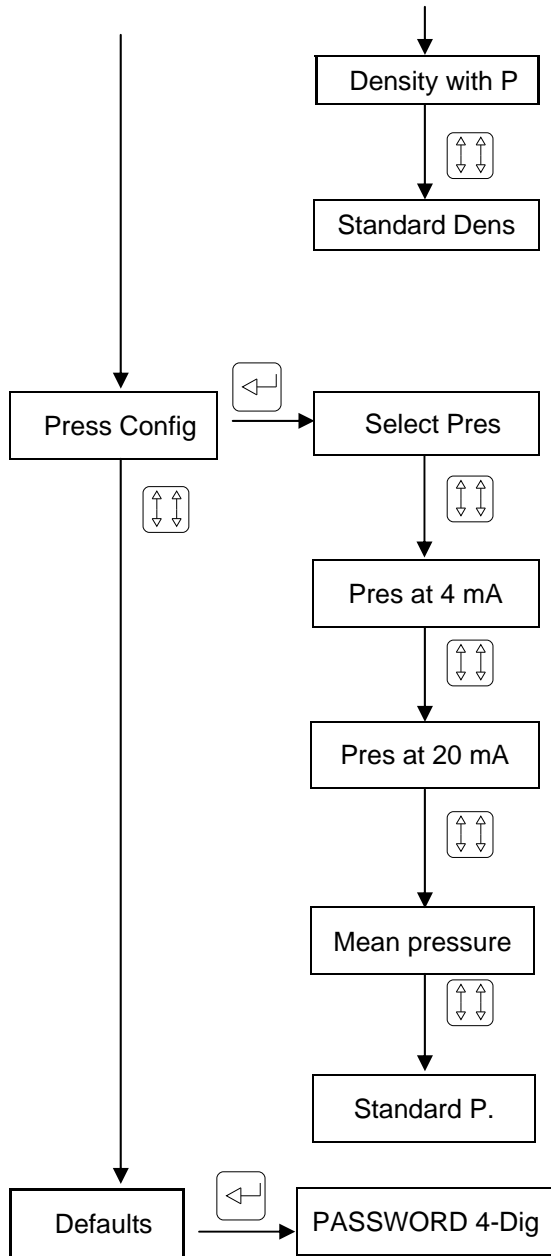 Density with P
Standard Dens
Press Config
Select Pres
Pres at 4 mA
Pres at 20 mA
Mean pressure
Standard P.
Defaults
PASSWORD 4-Dig